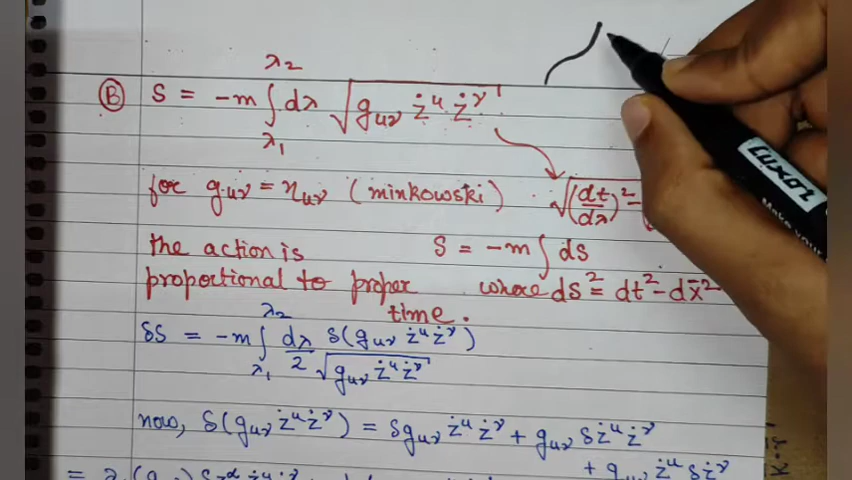 λ₂
Ⓑ S = -m ∫ dλ √g_{μν} ż^μ ż^ν
λ₁
for g_{μν} = η_{μν} (minkowski) √(dt/dλ)² -
the action is S = -m ∫ ds
proportional to proper where ds² = dt² - dx̄²
time.
λ₂
δS = -m ∫ dλ/2 δ(g_{μν} ż^μ ż^ν) / √g_{μν} ż^μ ż^ν
λ₁
now, δ(g_{μν} ż^μ ż^ν) = δg_{μν} ż^μ ż^ν + g_{μν} δż^μ ż^ν
+ g_{μν} ż^μ δż^ν
LUXOR
Make your